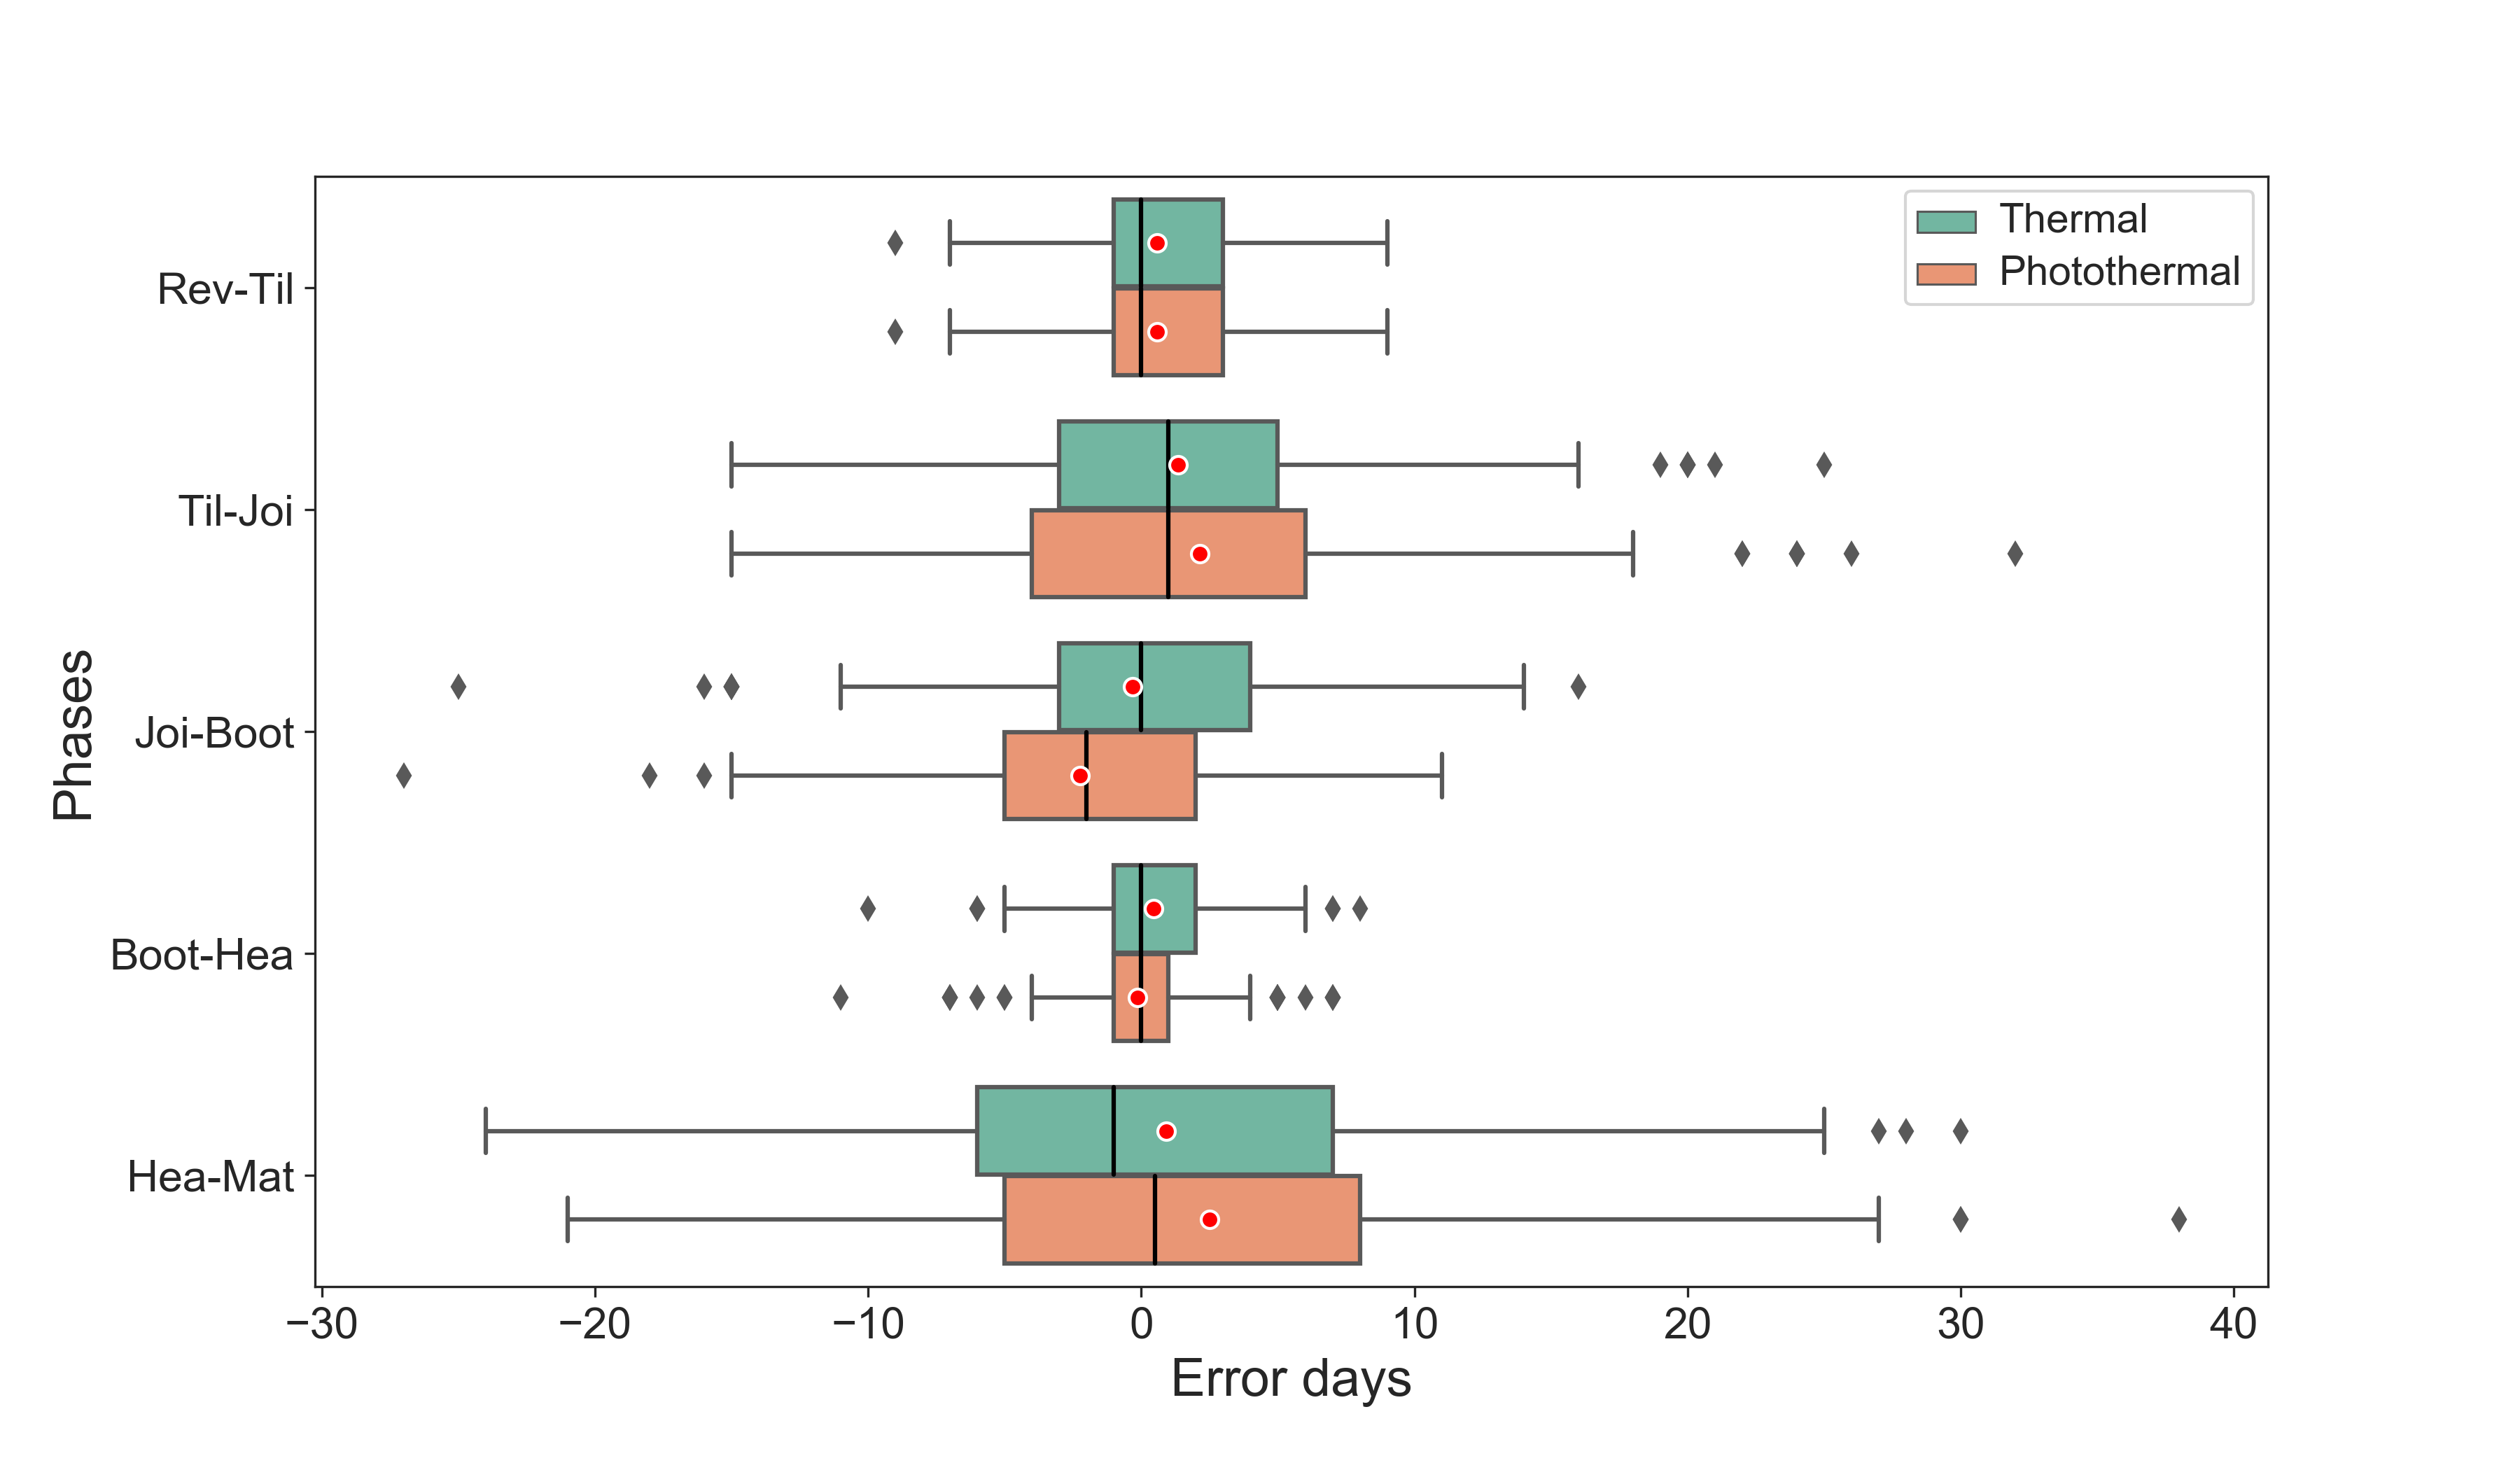 Thermal
Photothermal
Rev-Til
Til-Joi
Joi-Boot
Boot-Hea
Hea-Mat
Phases
−30 −20 −10 0 10 20 30 40
Error days